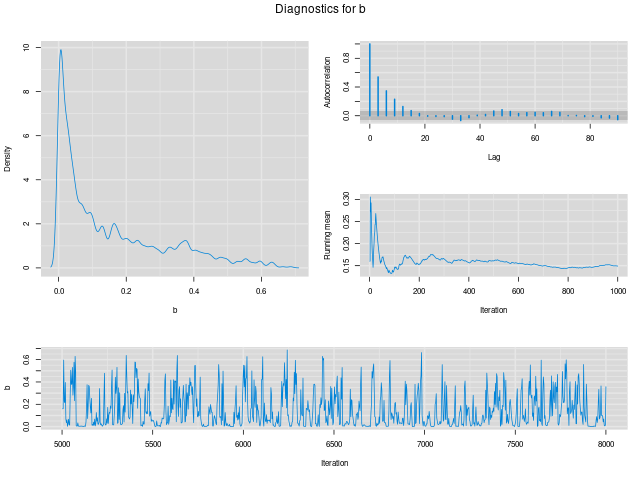 Diagnostics for b
Density
0 2 4 6 8 10
0.0 0.2 0.4 0.6
b
Autocorrelation
0.0 0.4 0.8
0 20 40 60 80
Lag
Running mean
0.15 0.20 0.25 0.30
0 200 400 600 800 1000
Iteration
b
0.0 0.2 0.4 0.6
5000 5500 6000 6500 7000 7500 8000
Iteration